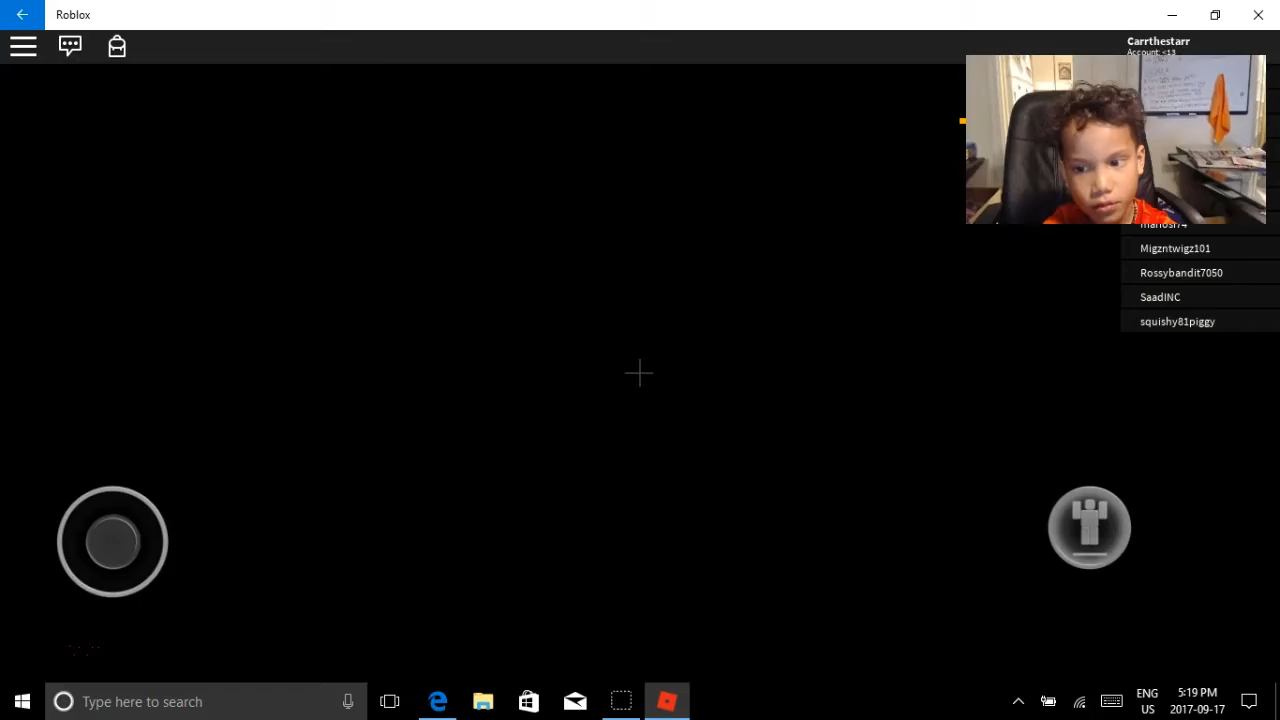 Roblox
Carrthestarr
Account: <13
Migzntwigz101
Rossybandit7050
SaadINC
squishy81piggy
Type here to search
ENG
US
5:19 PM
2017-09-17